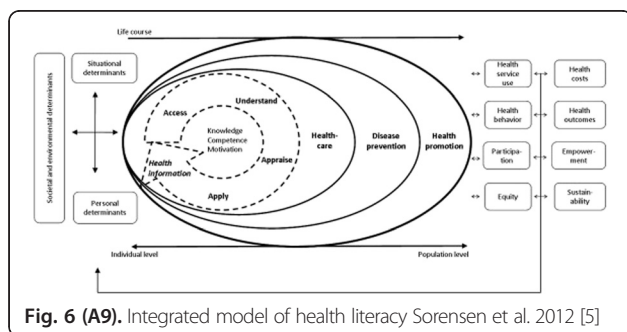 Life course
Societal and environmental determinants
Situational
determinants
Personal
determinants
Access
Understand
Knowledge
Competence
Motivation
Health
information
Appraise
Apply
Health-
care
Disease
prevention
Health
promotion
Individual level
Population level
Health
service
use
Health
costs
Health
behavior
Health
outcomes
Participa-
tion
Empower-
ment
Equity
Sustain-
ability
Fig. 6 (A9). Integrated model of health literacy Sorensen et al. 2012 [5]